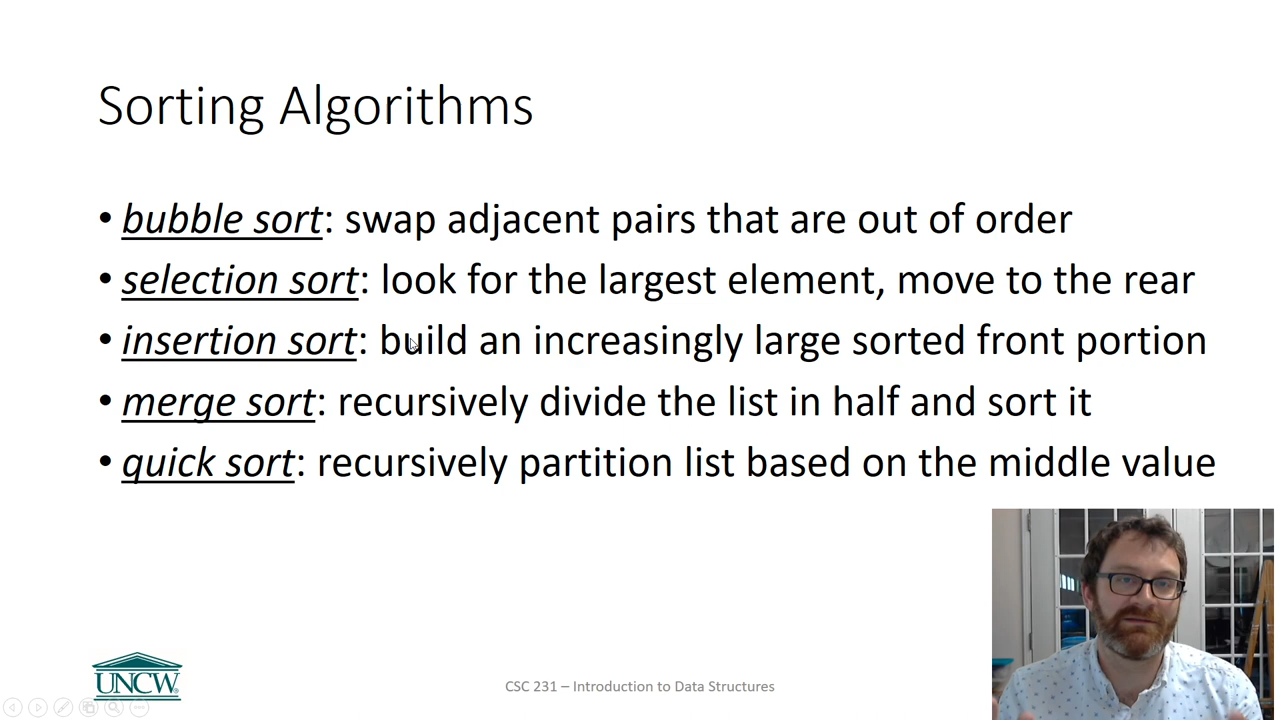 Sorting Algorithms
• bubble sort: swap adjacent pairs that are out of order
• selection sort: look for the largest element, move to the rear
• insertion sort: build an increasingly large sorted front portion
• merge sort: recursively divide the list in half and sort it
• quick sort: recursively partition list based on the middle value
UNCW®
CSC 231 – Introduction to Data Structures